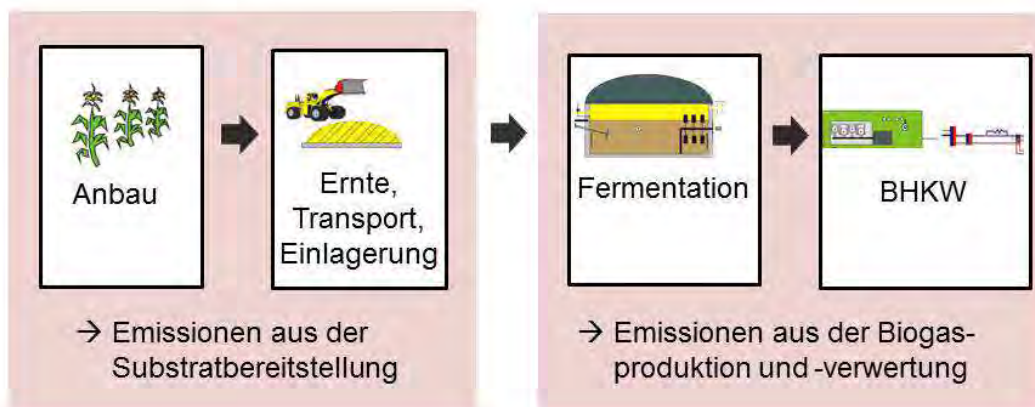 Anbau
Ernte,
Transport,
Einlagerung
Fermentation
BHKW
→ Emissionen aus der
Substratbereitstellung
→ Emissionen aus der Biogas-
produktion und -verwertung